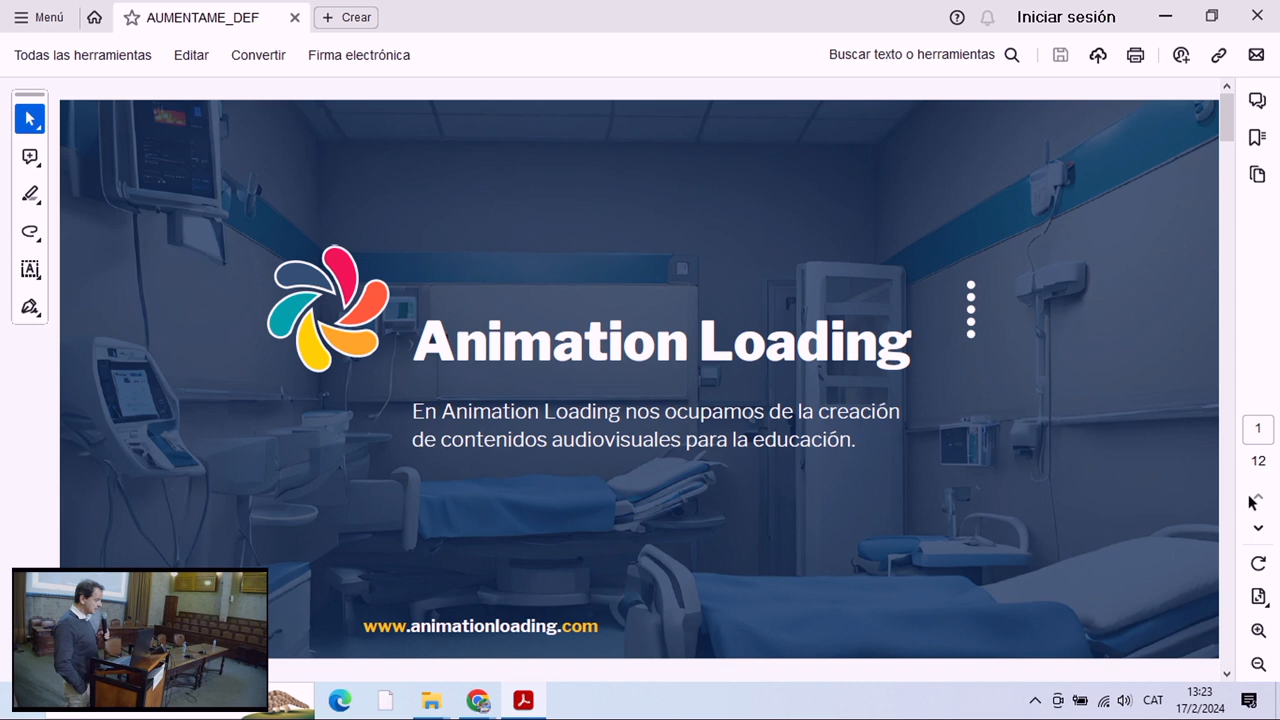 Menú
AUMENTAME_DEF
Crear
Iniciar sesión
Todas las herramientas
Editar
Convertir
Firma electrónica
Buscar texto o herramientas
Animation Loading
En Animation Loading nos ocupamos de la creación
de contenidos audiovisuales para la educación.
www.animationloading.com
1
12
CAT
13:23
17/2/2024